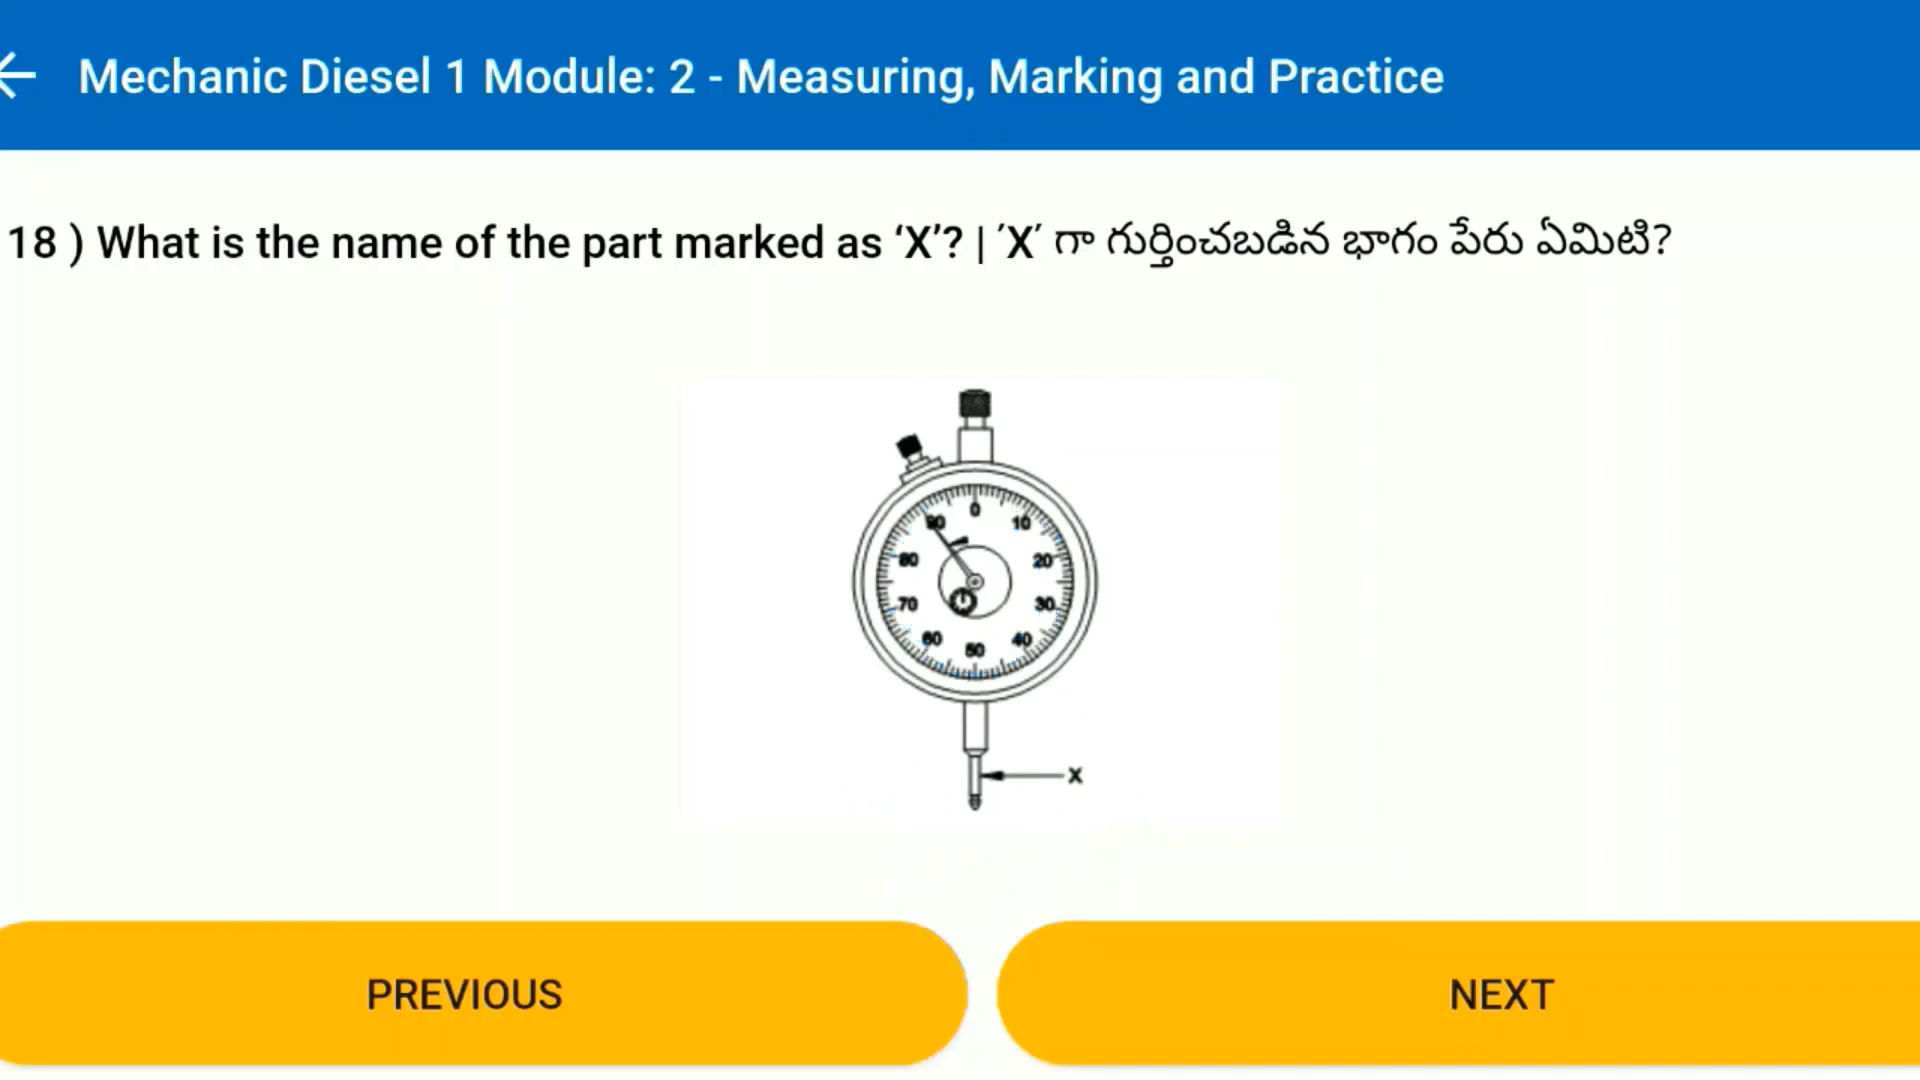 Mechanic Diesel 1 Module: 2 - Measuring, Marking and Practice
18 ) What is the name of the part marked as ‘X’? | ′X′ గా గుర్తించబడిన భాగం పేరు ఏమిటి?
0
90
10
80
20
70
30
60
40
50
X
PREVIOUS
NEXT